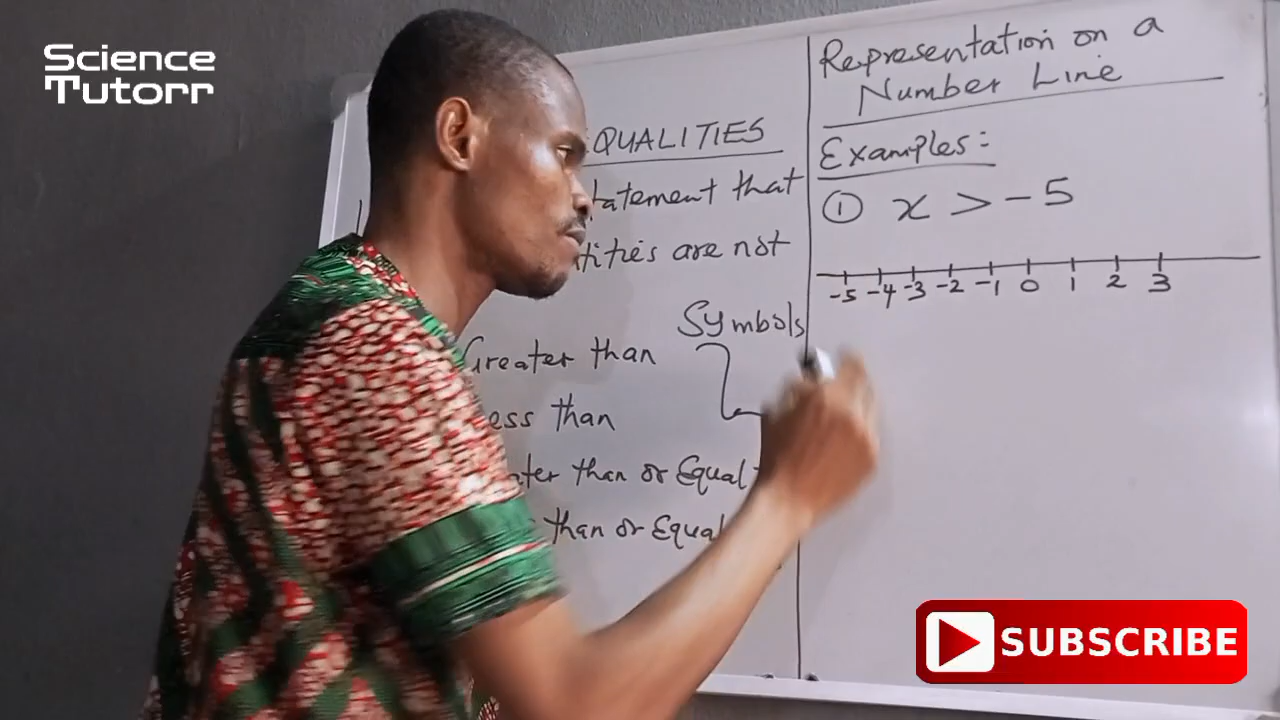 Science
Tutorr
QUALITIES
tatement that
tities are not
Symbols
Greater than
ess than
ter than or Equal
than or Equal
Representation on a
Number Line
Examples:
① x > -5
-5 -4 -3 -2 -1 0 1 2 3
SUBSCRIBE